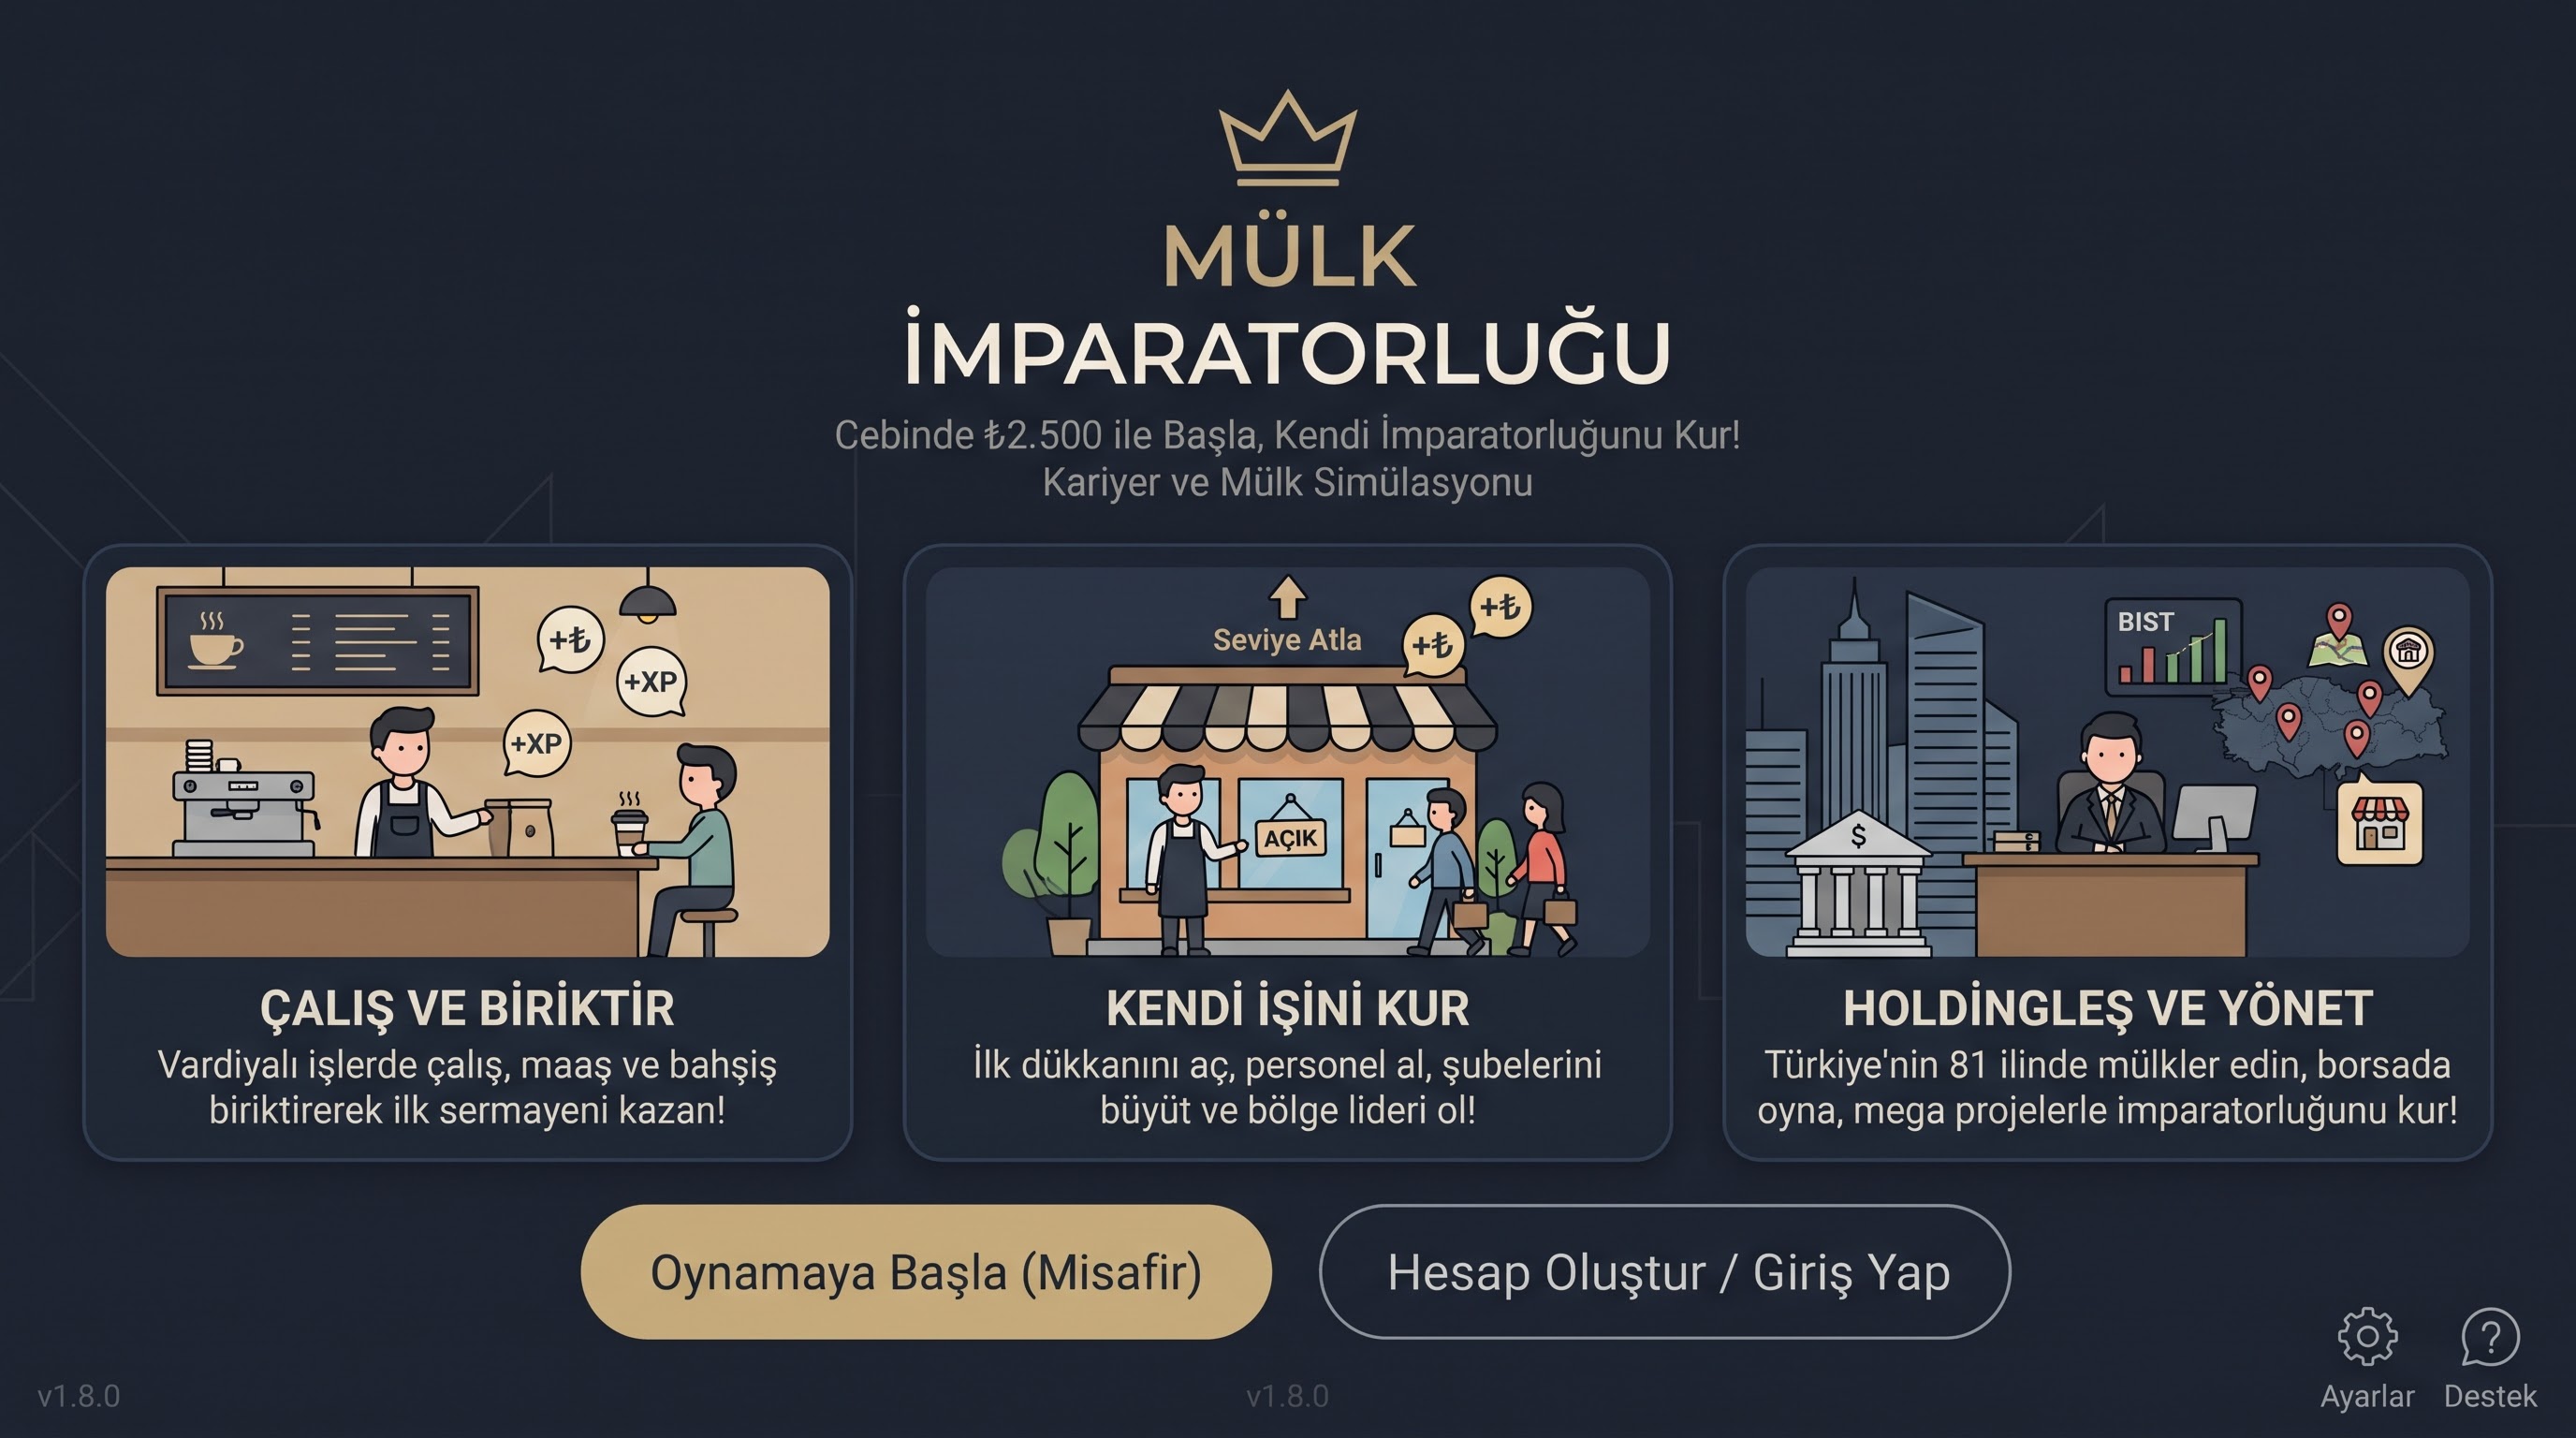 MÜLK
İMPARATORLUĞU
Cebinde ₺2.500 ile Başla, Kendi İmparatorluğunu Kur!
Kariyer ve Mülk Simülasyonu
+₺
+XP
+XP
ÇALIŞ VE BİRİKTİR
Vardiyalı işlerde çalış, maaş ve bahşiş
biriktirerek ilk sermayeni kazan!
Seviye Atla
+₺
+₺
AÇIK
KENDİ İŞİNİ KUR
İlk dükkanını aç, personel al, şubelerini
büyüt ve bölge lideri ol!
BIST
$
HOLDİNGLEŞ VE YÖNET
Türkiye'nin 81 ilinde mülkler edin, borsada
oyna, mega projelerle imparatorluğunu kur!
Oynamaya Başla (Misafir)
Hesap Oluştur / Giriş Yap
v1.8.0
v1.8.0
Ayarlar
Destek